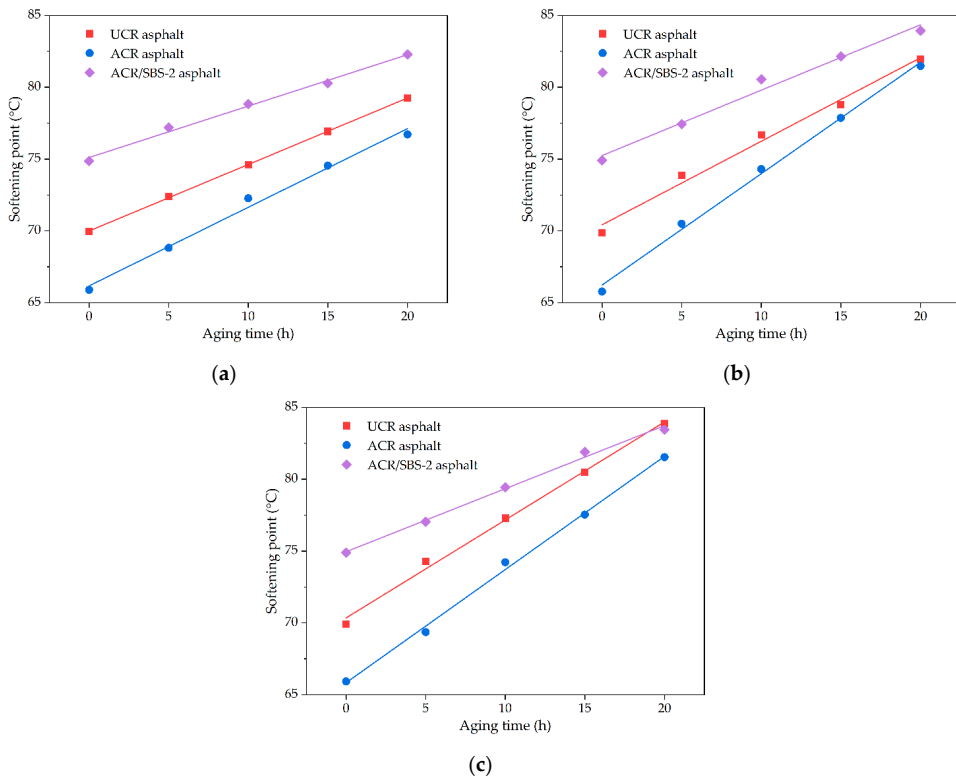 85
80
75
70
65
Softening point (°C)
UCR asphalt
ACR asphalt
ACR/SBS-2 asphalt
0 5 10 15 20
Aging time (h)
(a)
85
80
75
70
65
Softening point (°C)
UCR asphalt
ACR asphalt
ACR/SBS-2 asphalt
0 5 10 15 20
Aging time (h)
(b)
85
80
75
70
65
Softening point (°C)
UCR asphalt
ACR asphalt
ACR/SBS-2 asphalt
0 5 10 15 20
Aging time (h)
(c)